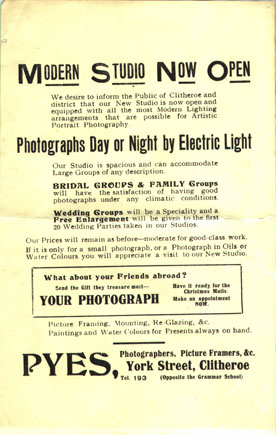 MODERN STUDIO NOW OPEN
We desire to inform the Public of Clitheroe and
district that our New Studio is now open and
equipped with all the most Modern Lighting
arrangements that are possible for Artistic
Portrait Photography.
Photographs Day or Night by Electric Light
Our Studio is spacious and can accommodate
Large Groups of any description.
BRIDAL GROUPS & FAMILY Groups
will have the satisfaction of having good
photographs under any climatic conditions.
Wedding Groups will be a Speciality and a
Free Enlargement will be given to the first
20 Wedding Parties taken in our Studios.
Our Prices will remain as before—moderate for good-class work.
If it is only for a small photograph, or a Photograph in Oils or
Water Colours you will appreciate a visit to our New Studio.
What about your Friends abroad?
Send the Gift they treasure most—
YOUR PHOTOGRAPH
Have it ready for the
Christmas Mails.
Make an appointment
NOW.
Picture Framing, Mounting, Re-Glazing, &c.
Paintings and Water Colours for Presents always on hand.
PYES, Photographers, Picture Framers, &c.
York Street, Clitheroe
Tel. 193 (Opposite the Grammar School)